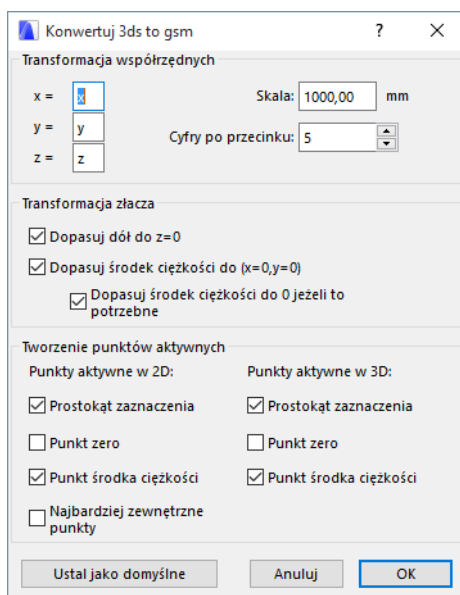 Konwertuj 3ds to gsm ?
Transformacja współrzędnych
x = x Skala: 1000,00 mm
y = y Cyfry po przecinku: 5
z = z
Transformacja złacza
Dopasuj dół do z=0
Dopasuj środek ciężkości do (x=0,y=0)
Dopasuj środek ciężkości do 0 jeżeli to
potrzebne
Tworzenie punktów aktywnych
Punkty aktywne w 2D: Punkty aktywne w 3D:
Prostokąt zaznaczenia Prostokąt zaznaczenia
Punkt zero Punkt zero
Punkt środka ciężkości Punkt środka ciężkości
Najbardziej zewnętrzne
punkty
Ustal jako domyślne Anuluj OK